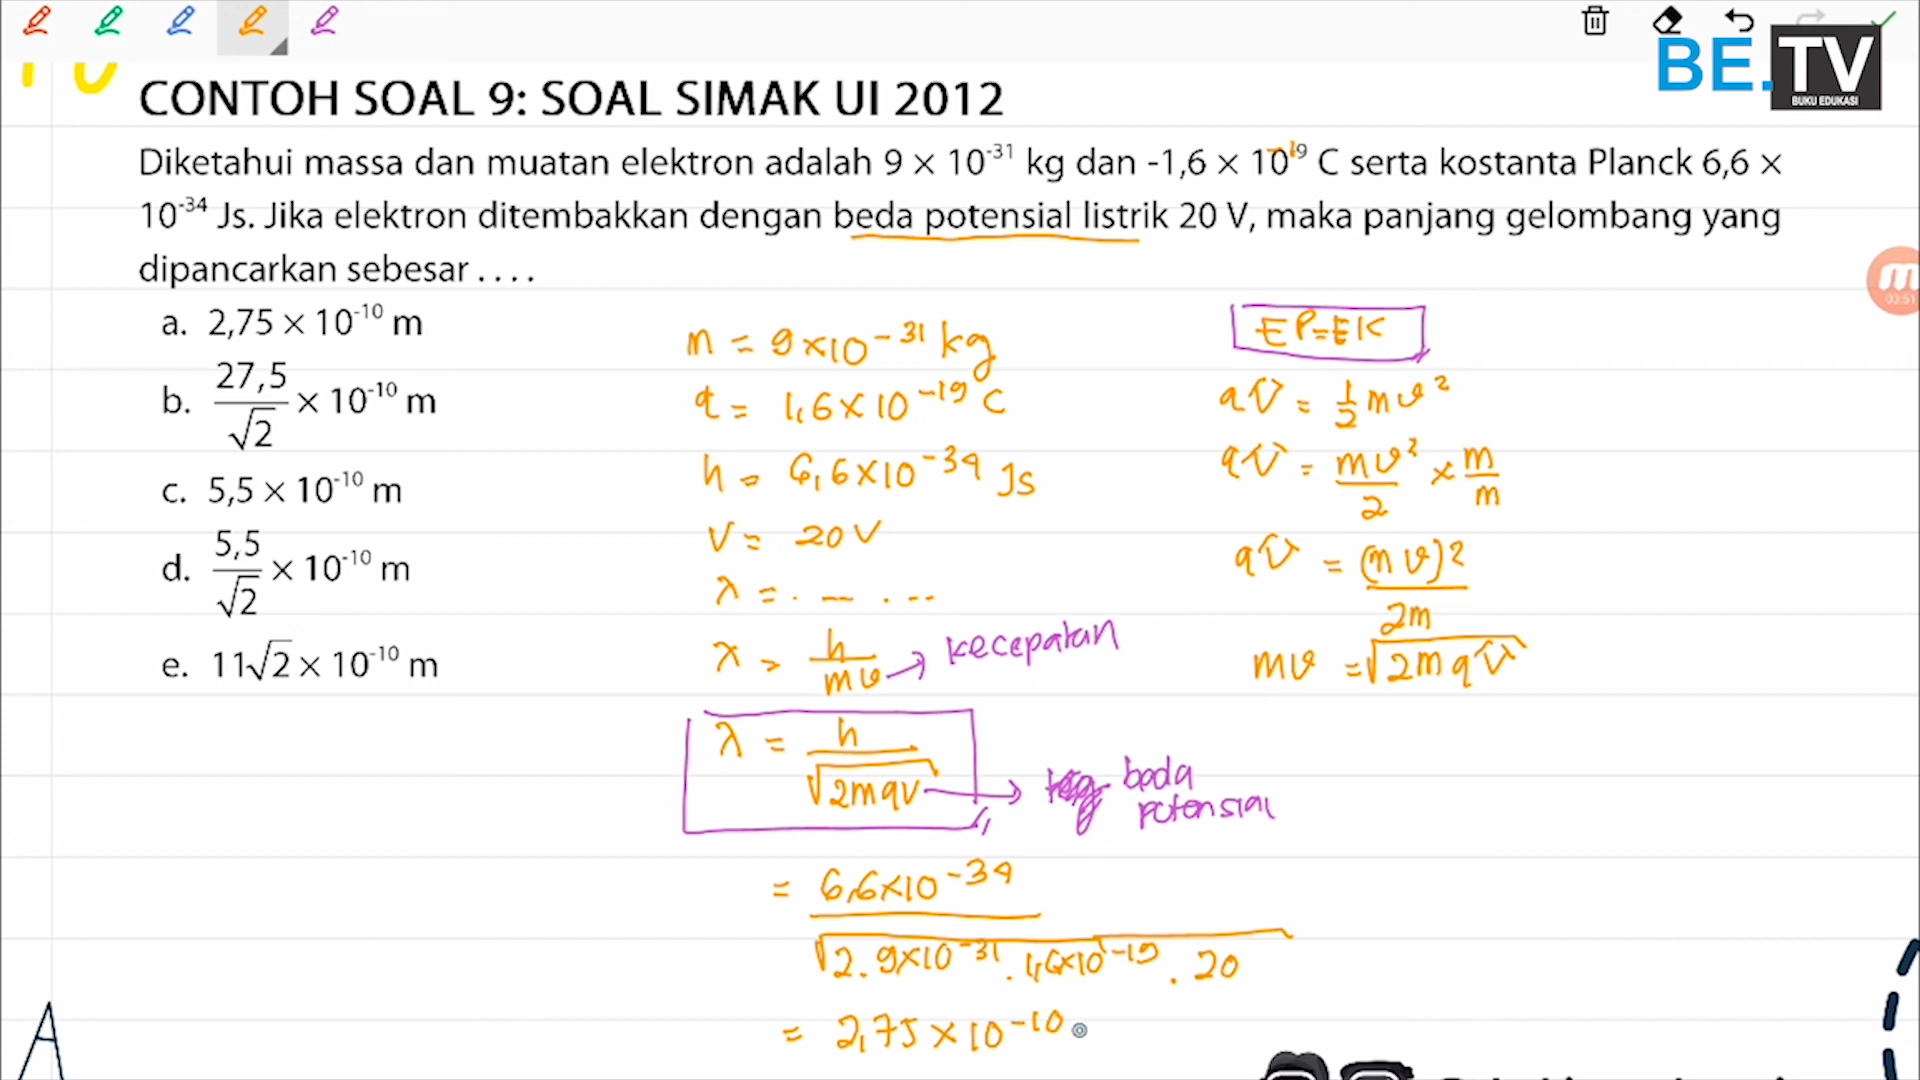 BE.TV
BUKU EDUKASI
CONTOH SOAL 9: SOAL SIMAK UI 2012
Diketahui massa dan muatan elektron adalah 9 × 10⁻³¹ kg dan -1,6 × 10⁻¹⁹ C serta kostanta Planck 6,6 ×
10⁻³⁴ Js. Jika elektron ditembakkan dengan beda potensial listrik 20 V, maka panjang gelombang yang
dipancarkan sebesar . . . .
a. 2,75 × 10⁻¹⁰ m
b. 27,5/√2 × 10⁻¹⁰ m
c. 5,5 × 10⁻¹⁰ m
d. 5,5/√2 × 10⁻¹⁰ m
e. 11√2 × 10⁻¹⁰ m
m = 9×10⁻³¹ kg
q = 1,6×10⁻¹⁹ C
h = 6,6×10⁻³⁴ Js
V = 20 V
λ = . . . .
λ = h/mv → kecepatan
λ = h/√2mqV → beda
potensial
= 6,6×10⁻³⁴
√2.9×10⁻³¹ . 1,6×10⁻¹⁹ . 20
= 2,75 × 10⁻¹⁰
EP=EK
qV = 1/2 mv²
qV = mv²/2 × m/m
qV = (mv)²/2m
mv = √2mqV
03:51
A